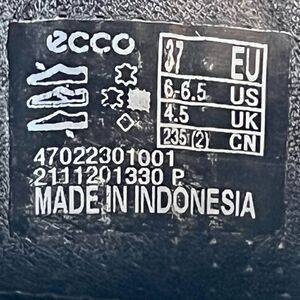 ecco
37 EU
6-6.5 US
4.5 UK
235(2) CN
47022301001
2111201330 P
MADE IN INDONESIA